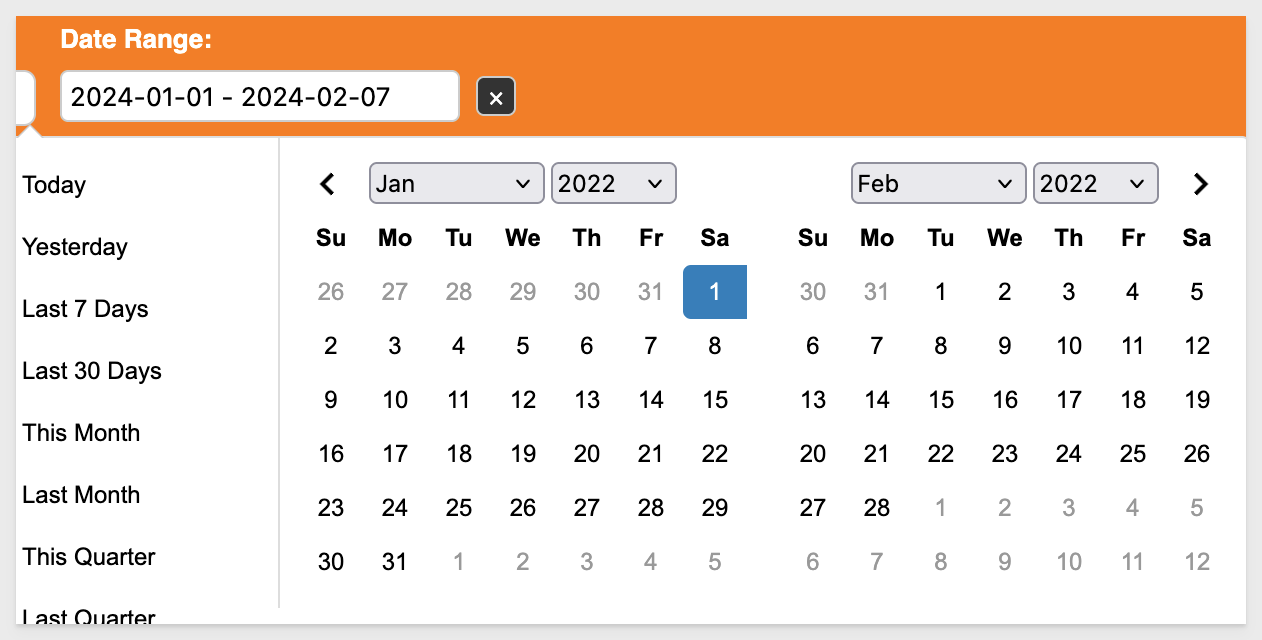 Date Range:
2024-01-01 - 2024-02-07
Today
Yesterday
Last 7 Days
Last 30 Days
This Month
Last Month
This Quarter
Last Quarter
Jan 2022
Su Mo Tu We Th Fr Sa
26 27 28 29 30 31 1
2 3 4 5 6 7 8
9 10 11 12 13 14 15
16 17 18 19 20 21 22
23 24 25 26 27 28 29
30 31 1 2 3 4 5
Feb 2022
Su Mo Tu We Th Fr Sa
30 31 1 2 3 4 5
6 7 8 9 10 11 12
13 14 15 16 17 18 19
20 21 22 23 24 25 26
27 28 1 2 3 4 5
6 7 8 9 10 11 12